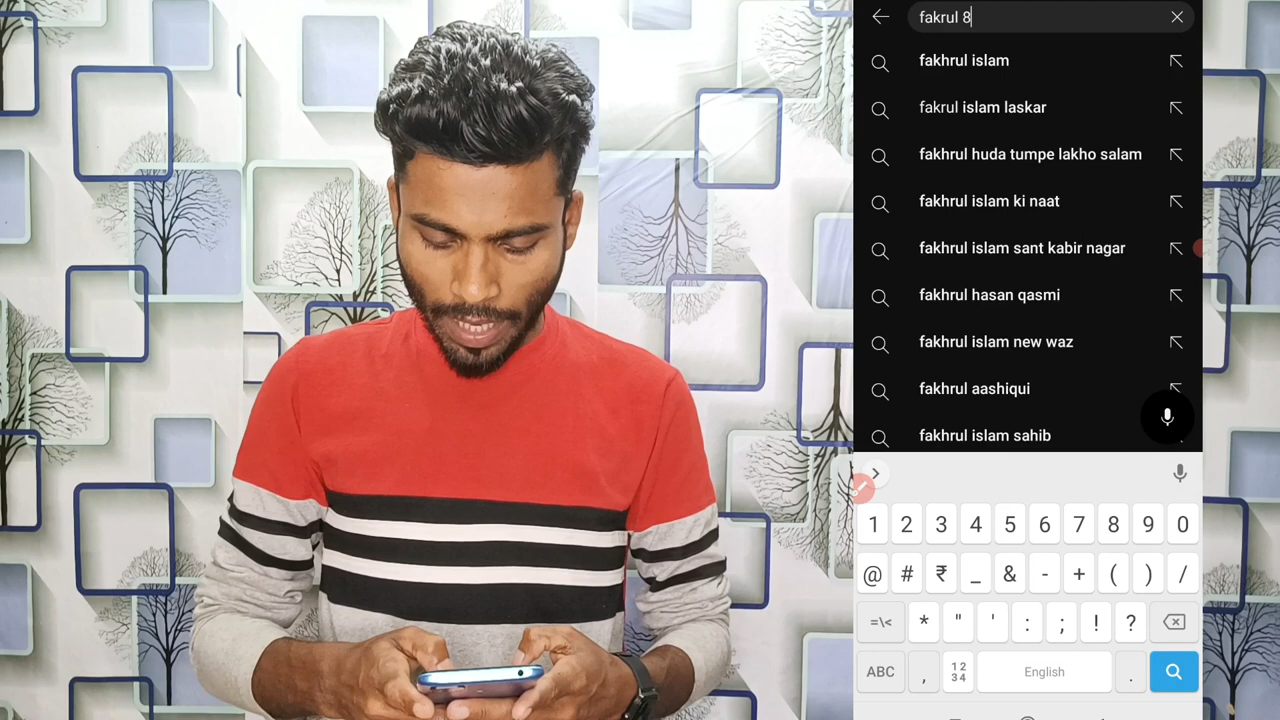 fakrul 8
fakhrul islam
fakrul islam laskar
fakhrul huda tumpe lakho salam
fakhrul islam ki naat
fakhrul islam sant kabir nagar
fakhrul hasan qasmi
fakhrul islam new waz
fakhrul aashiqui
fakhrul islam sahib
1 2 3 4 5 6 7 8 9 0
@ # ₹ _ & - + ( ) /
=\< * " ' : ; ! ?
ABC , 12 34 English .